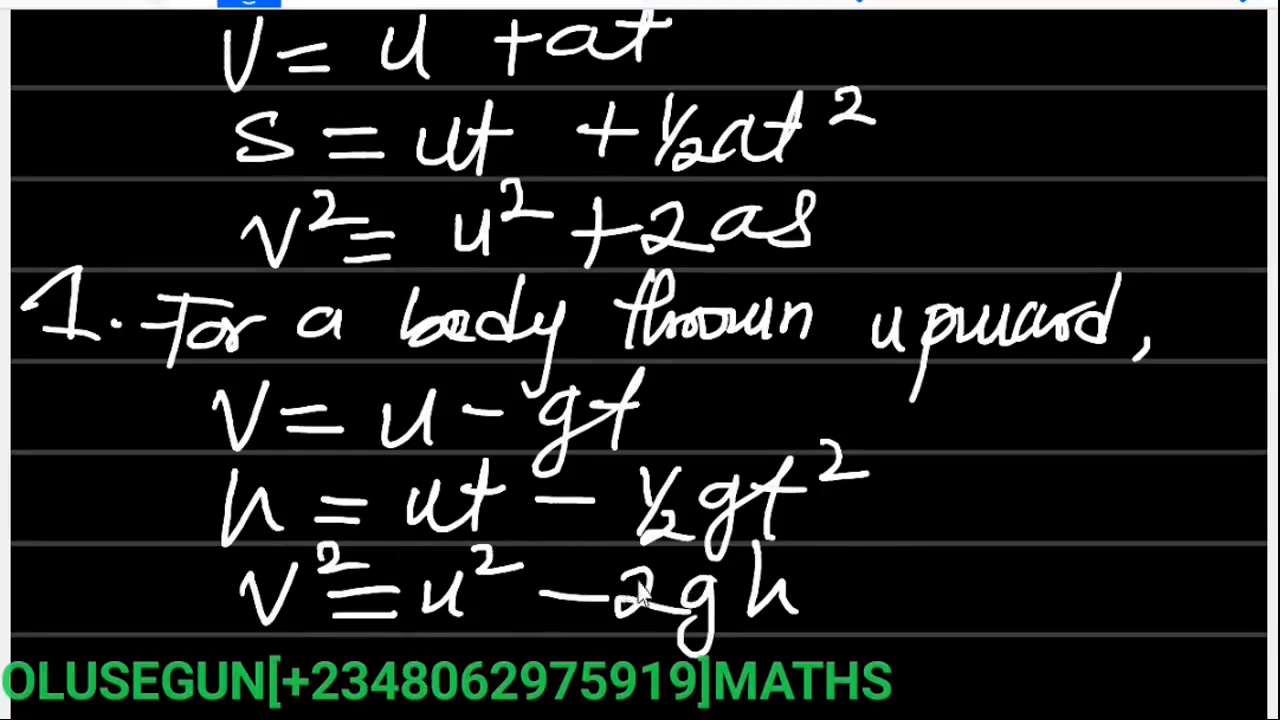 V = u + at
s = ut + ½at²
v² = u² + 2as
1. For a body thrown upward,
V = u - gt
h = ut - ½gt²
v² = u² - 2gh
OLUSEGUN[+2348062975919]MATHS